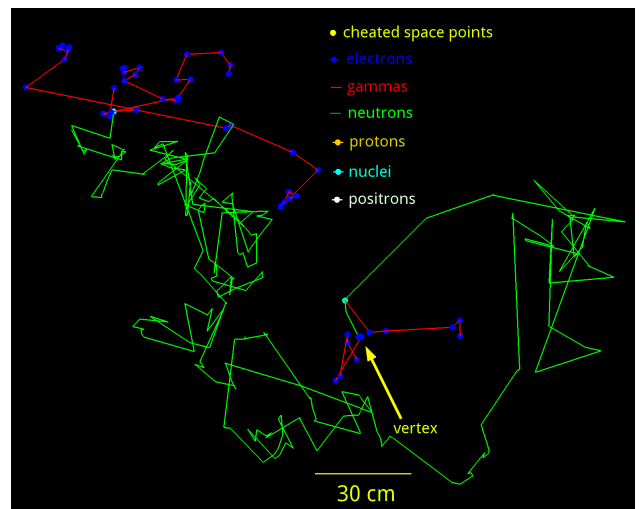 cheated space points
electrons
gammas
neutrons
protons
nuclei
positrons
vertex
30 cm